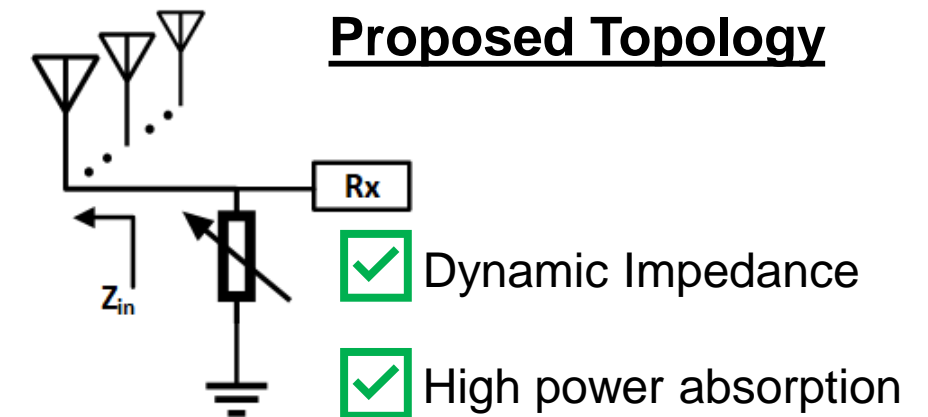 Proposed Topology
Rx
Dynamic Impedance
Zin
High power absorption